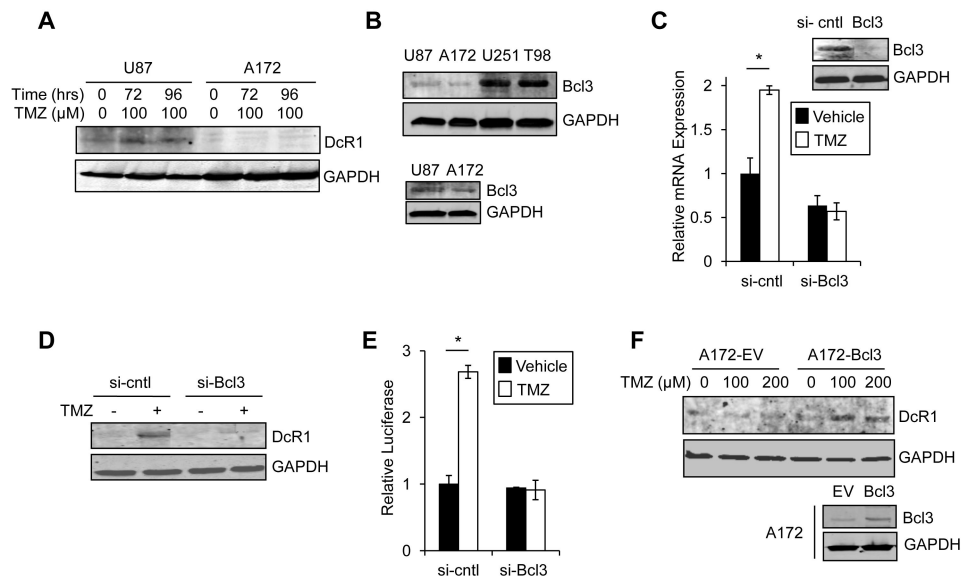 A
U87 A172
Time (hrs) 0 72 96 0 72 96
TMZ (µM) 0 100 100 0 100 100
DcR1
GAPDH
B
U87 A172 U251 T98
Bcl3
GAPDH
U87 A172
Bcl3
GAPDH
C
si- cntl Bcl3
Bcl3
GAPDH
*
Vehicle
TMZ
Relative mRNA Expression
2
1.5
1
0.5
0
si-cntl si-Bcl3
D
si-cntl si-Bcl3
TMZ - + - +
DcR1
GAPDH
E
*
Vehicle
TMZ
Relative Luciferase
3
2
1
0
si-cntl si-Bcl3
F
A172-EV A172-Bcl3
TMZ (µM) 0 100 200 0 100 200
DcR1
GAPDH
EV Bcl3
A172
Bcl3
GAPDH